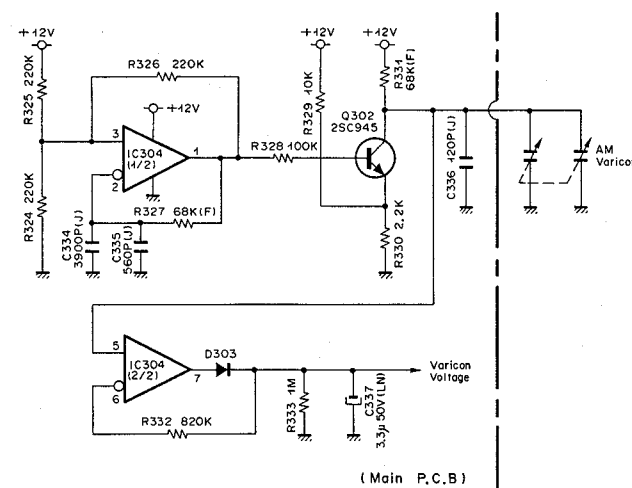 +12V
+12V
+12V
R325 220K
R326 220K
R329 10K
R331
68K(F)
+12V
Q302
2SC945
3
IC304
(1/2)
1
2
R328 100K
C336 120P(J)
AM
Varico
R324 220K
R327 68K(F)
C334
3900P(J)
C335
560P(J)
R330 2.2K
5
IC304
(2/2)
6
7
D303
Varicon
Voltage
R332 820K
R333 1M
C337
3.3μ 50V(LN)
(Main P.C.B)